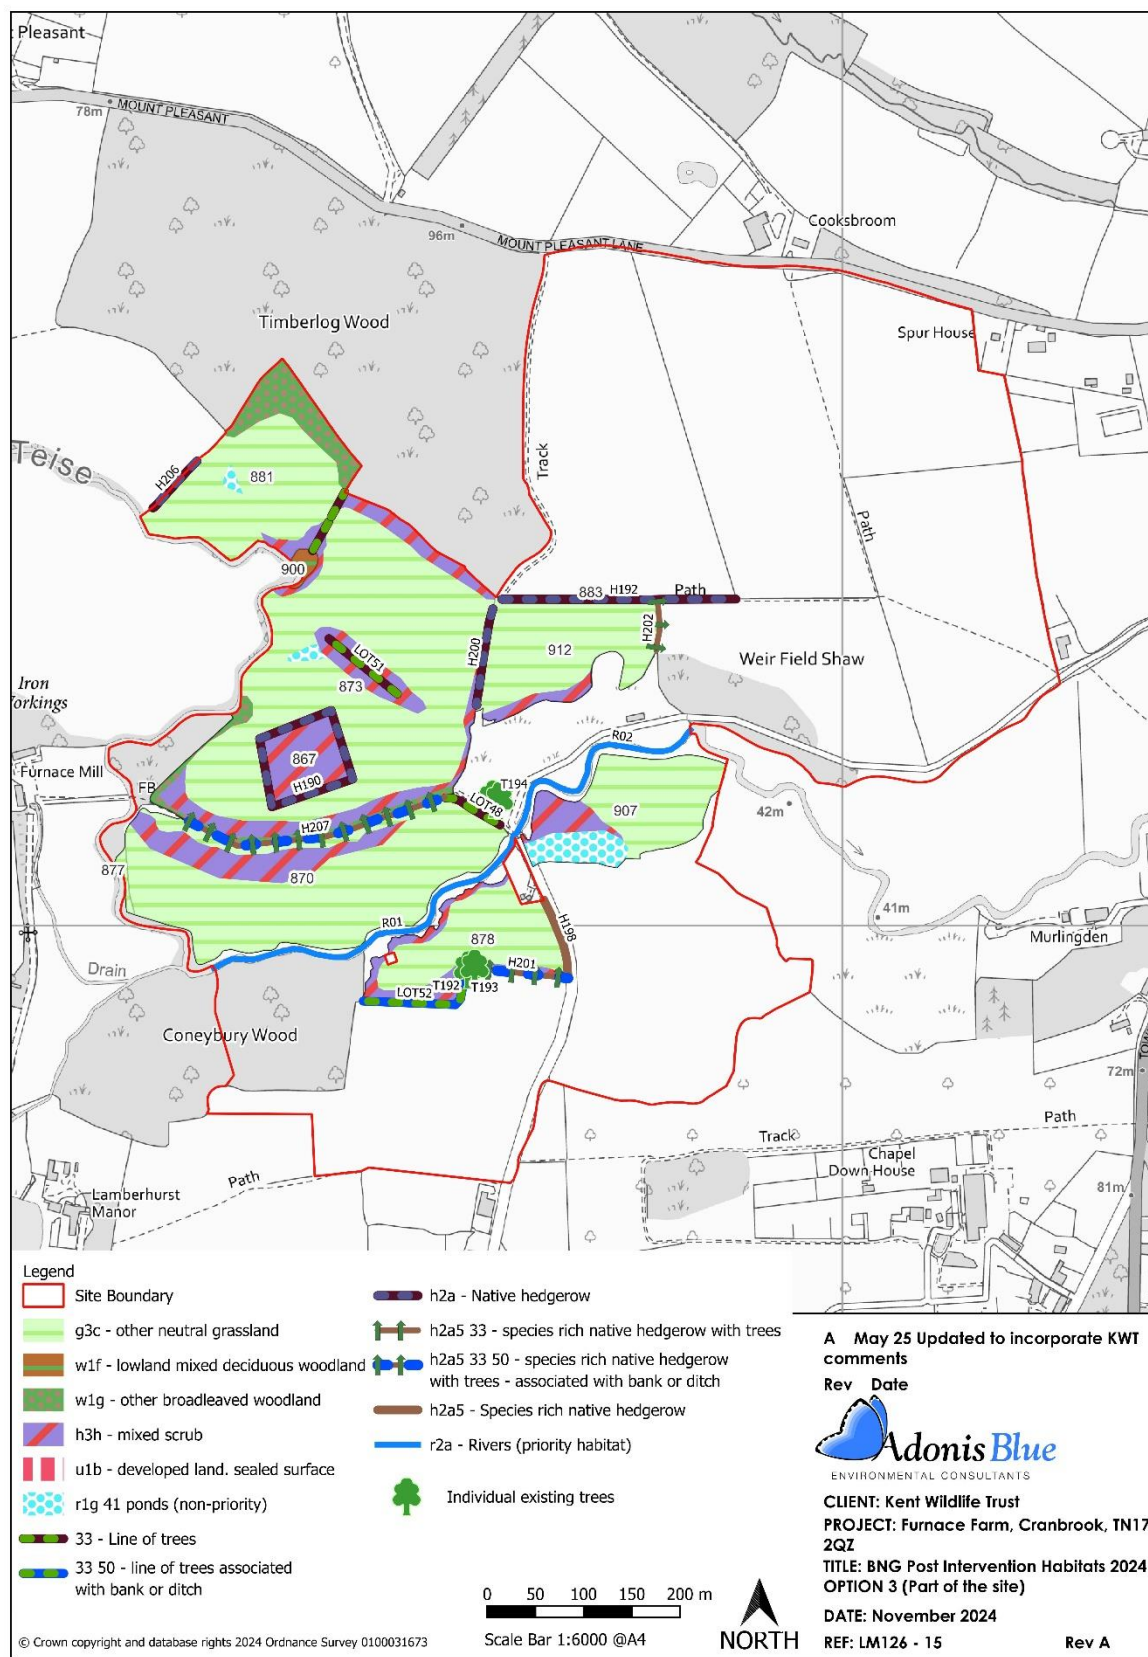 Pleasant
MOUNT PLEASANT
78m
96m
MOUNT PLEASANT LANE
Cooksbroom
Timberlog Wood
Spur House
Track
Teise
H206
881
Path
900
883
H192
Path
H202
H200
912
Weir Field Shaw
LOT51
873
Iron
Workings
R02
867
Furnace Mill
H190
FB
T194
LOT48
42m
H207
907
877
870
41m
R01
H198
Murlingden
878
Drain
H201
T192
T193
LOT52
Coneybury Wood
72m
Path
Track
Chapel
Down House
Path
Lamberhurst
Manor
81m
Legend
Site Boundary
g3c - other neutral grassland
w1f - lowland mixed deciduous woodland
w1g - other broadleaved woodland
h3h - mixed scrub
u1b - developed land. sealed surface
r1g 41 ponds (non-priority)
33 - Line of trees
33 50 - line of trees associated
with bank or ditch
h2a - Native hedgerow
h2a5 33 - species rich native hedgerow with trees
h2a5 33 50 - species rich native hedgerow
with trees - associated with bank or ditch
h2a5 - Species rich native hedgerow
r2a - Rivers (priority habitat)
Individual existing trees
0 50 100 150 200 m
Scale Bar 1:6000 @A4
NORTH
© Crown copyright and database rights 2024 Ordnance Survey 0100031673
A May 25 Updated to incorporate KWT
comments
Rev Date
Adonis Blue
ENVIRONMENTAL CONSULTANTS
CLIENT: Kent Wildlife Trust
PROJECT: Furnace Farm, Cranbrook, TN17
2QZ
TITLE: BNG Post Intervention Habitats 2024
OPTION 3 (Part of the site)
DATE: November 2024
REF: LM126 - 15 Rev A